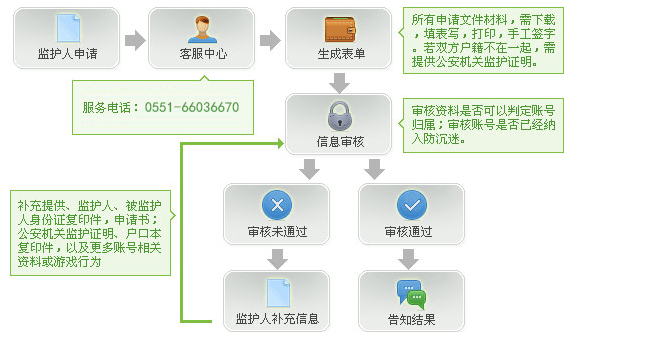 监护人申请
客服中心
生成表单
所有申请文件材料，需下载
，填表写，打印，手工签字
。若双方户籍不在一起，需
提供公安机关监护证明。
服务电话：0551-66036670
信息审核
审核资料是否可以判定账号
归属；审核账号是否已经纳
入防沉迷。
补充提供、监护人、被监护
人身份证复印件，申请书；
公安机关监护证明、户口本
复印件，以及更多账号相关
资料或游戏行为
审核未通过
审核通过
监护人补充信息
告知结果